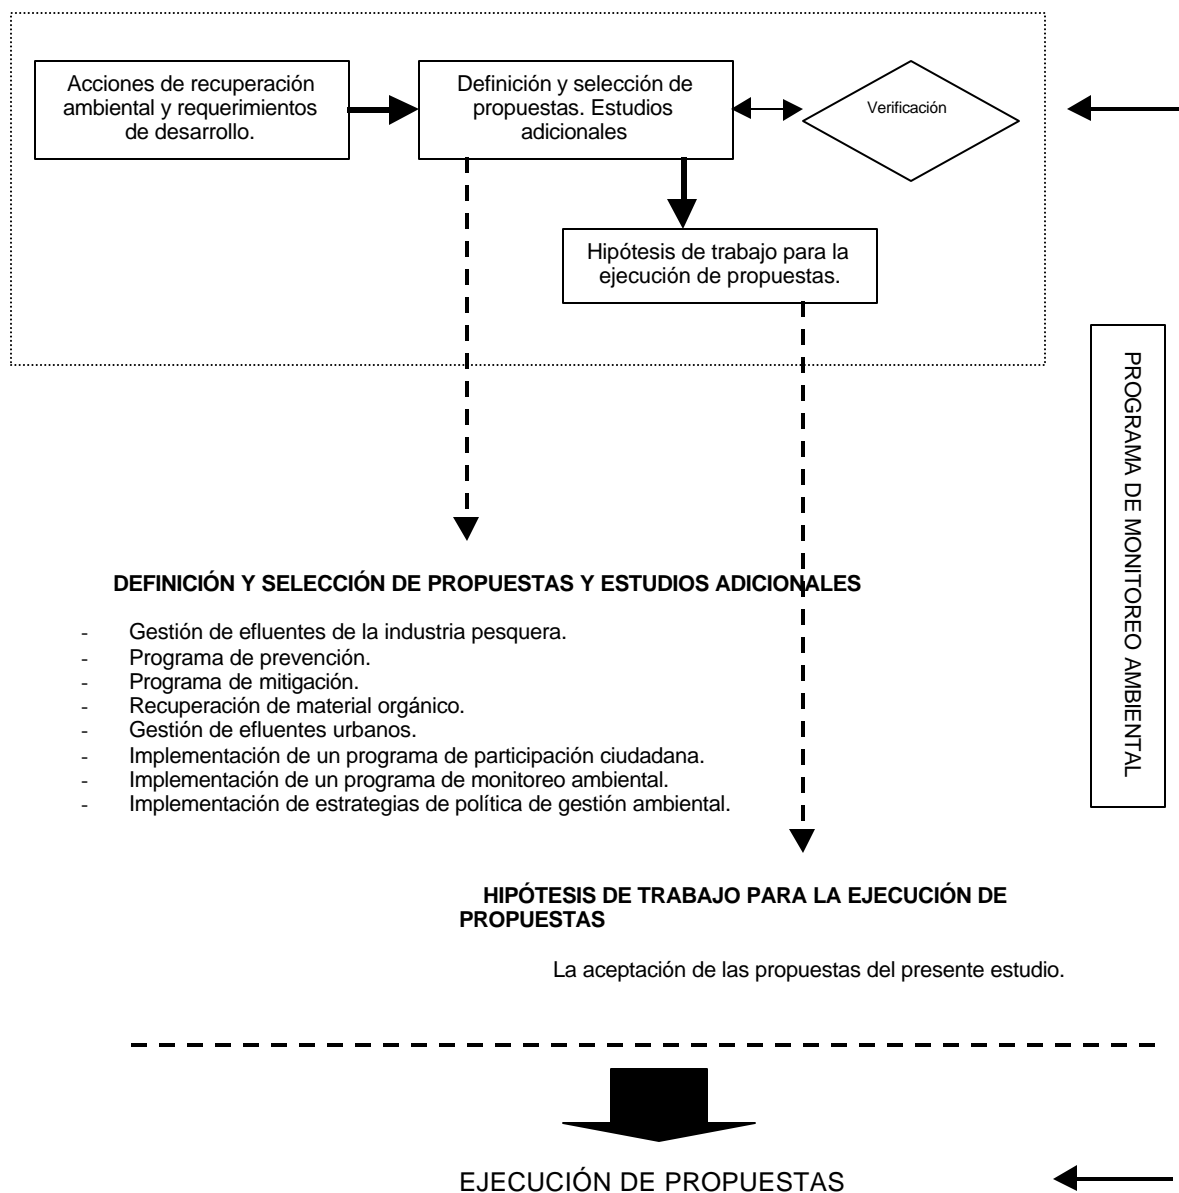 Acciones de recuperación
ambiental y requerimientos
de desarrollo.
Definición y selección de
propuestas. Estudios
adicionales
Verificación
Hipótesis de trabajo para la
ejecución de propuestas.
PROGRAMA DE MONITOREO AMBIENTAL
DEFINICIÓN Y SELECCIÓN DE PROPUESTAS Y ESTUDIOS ADICIONALES
- Gestión de efluentes de la industria pesquera.
- Programa de prevención.
- Programa de mitigación.
- Recuperación de material orgánico.
- Gestión de efluentes urbanos.
- Implementación de un programa de participación ciudadana.
- Implementación de un programa de monitoreo ambiental.
- Implementación de estrategias de política de gestión ambiental.
HIPÓTESIS DE TRABAJO PARA LA EJECUCIÓN DE
PROPUESTAS
La aceptación de las propuestas del presente estudio.
EJECUCIÓN DE PROPUESTAS